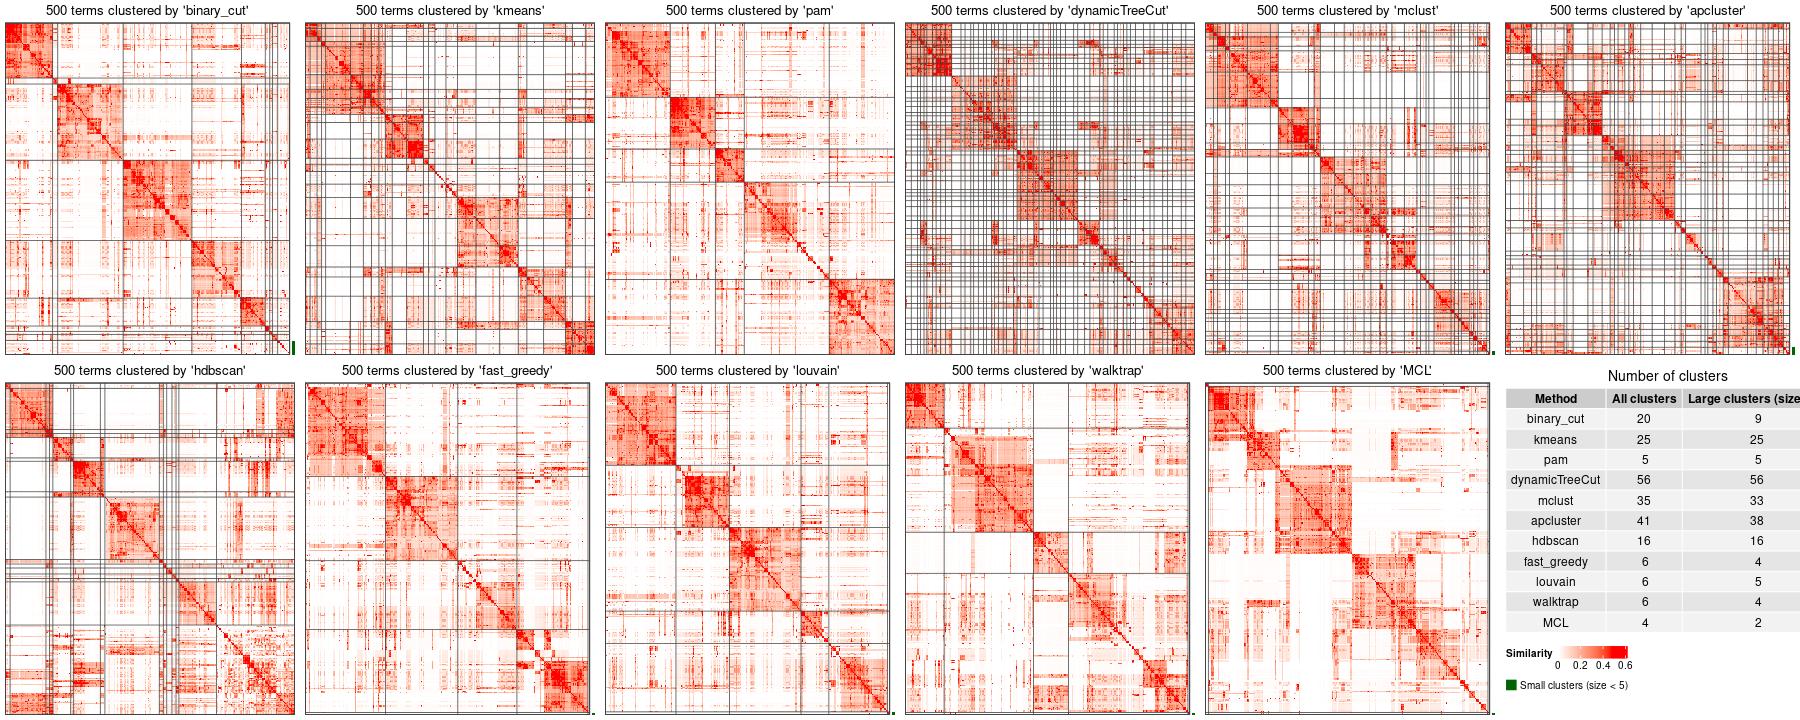 500 terms clustered by 'binary_cut'
500 terms clustered by 'kmeans'
500 terms clustered by 'pam'
500 terms clustered by 'dynamicTreeCut'
500 terms clustered by 'mclust'
500 terms clustered by 'apcluster'
500 terms clustered by 'hdbscan'
500 terms clustered by 'fast_greedy'
500 terms clustered by 'louvain'
500 terms clustered by 'walktrap'
500 terms clustered by 'MCL'
Number of clusters
Method All clusters Large clusters (size
binary_cut 20 9
kmeans 25 25
pam 5 5
dynamicTreeCut 56 56
mclust 35 33
apcluster 41 38
hdbscan 16 16
fast_greedy 6 4
louvain 6 5
walktrap 6 4
MCL 4 2
Similarity
0 0.2 0.4 0.6
Small clusters (size < 5)